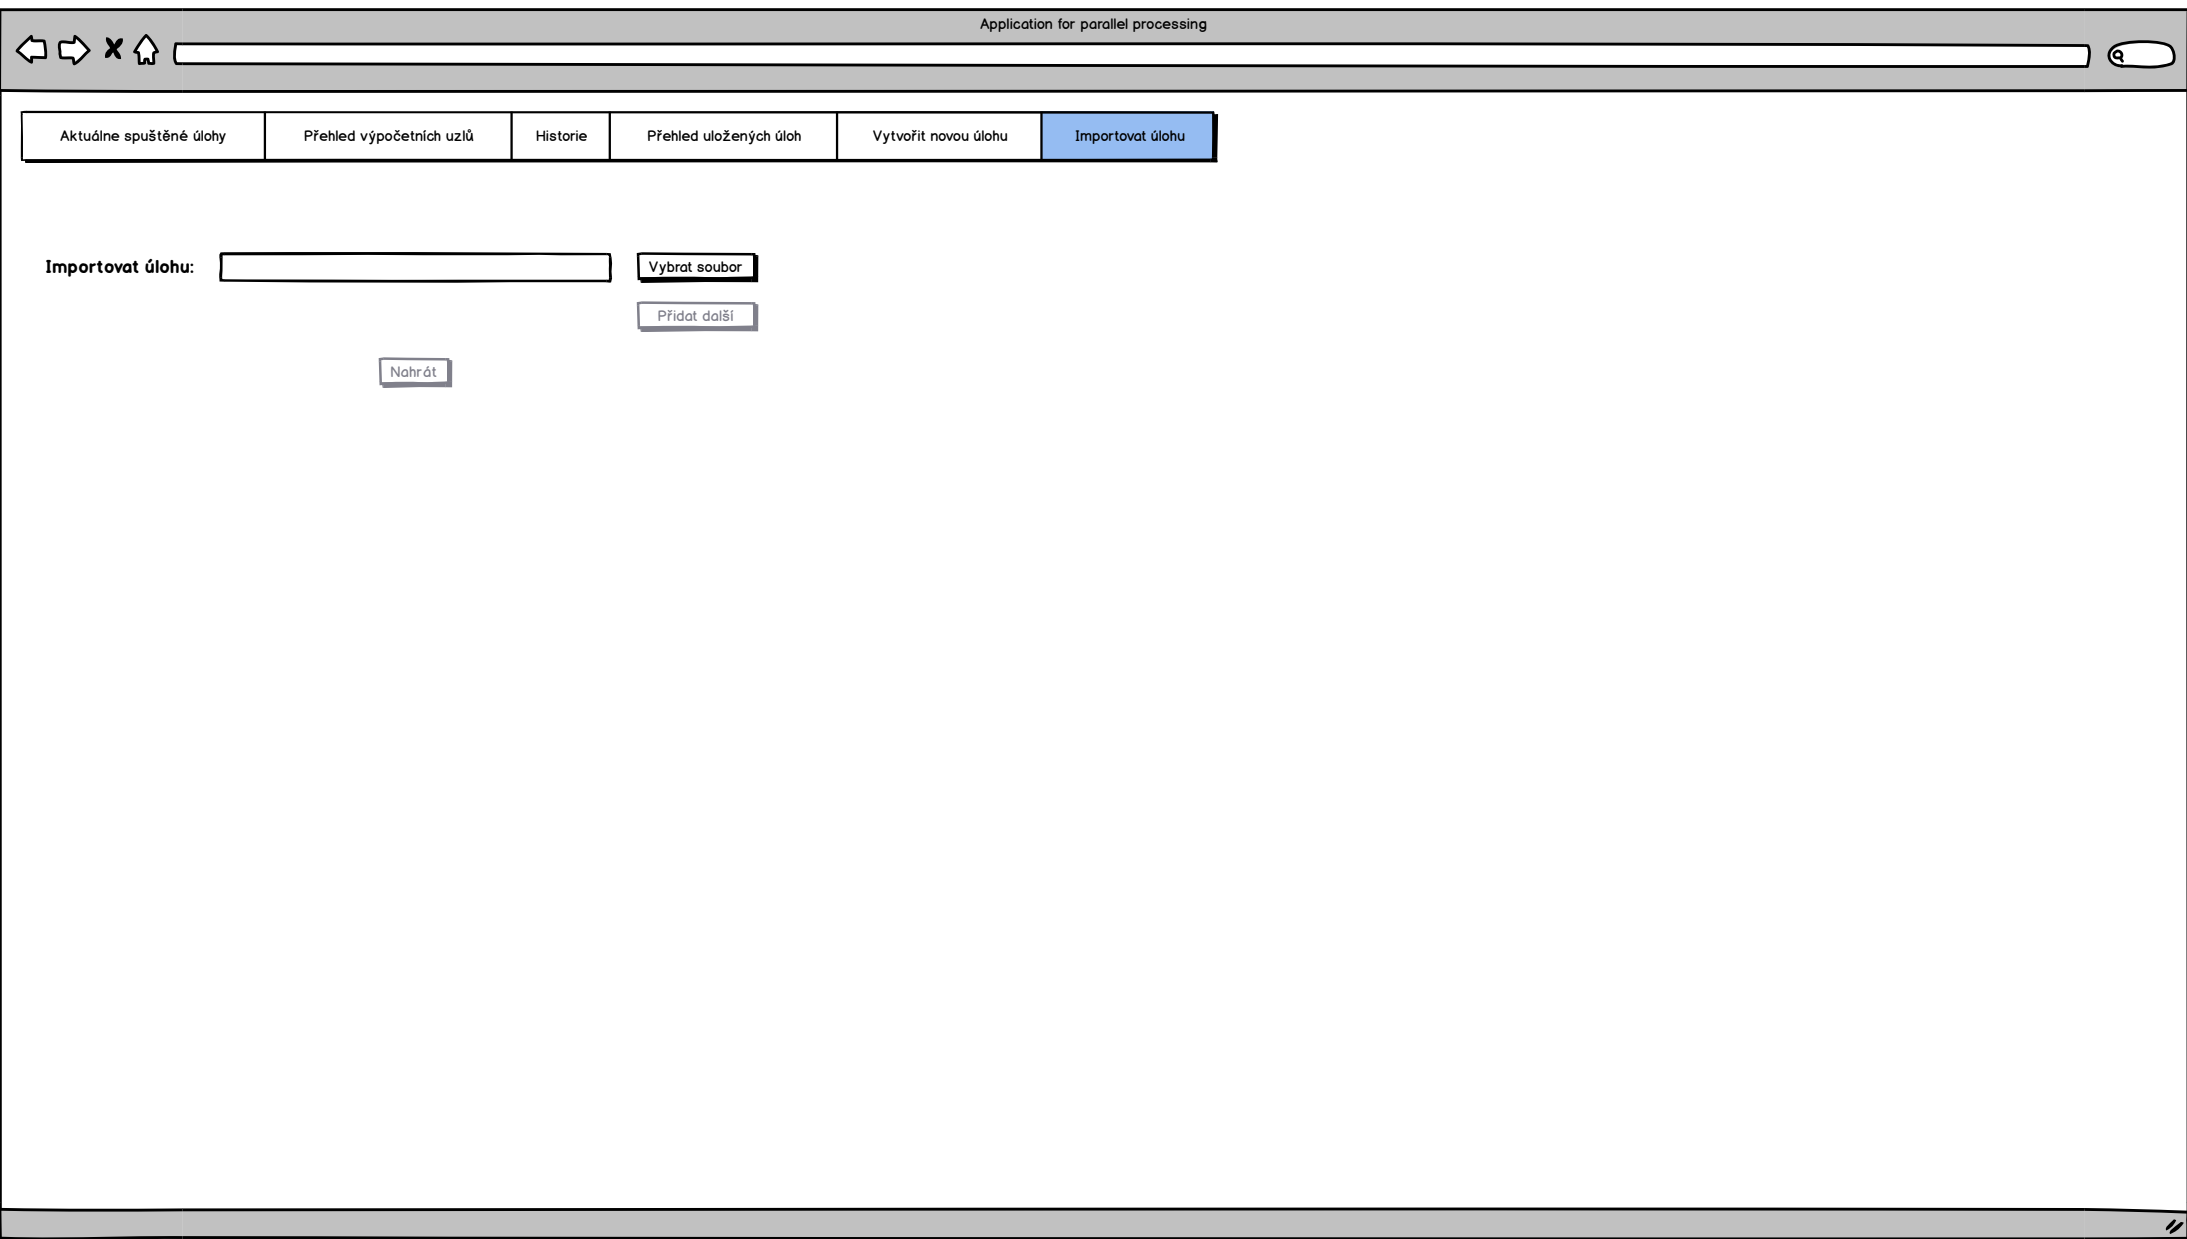 Application for parallel processing
Aktuálne spuštěné úlohy Přehled výpočetních uzlů Historie Přehled uložených úloh Vytvořit novou úlohu Importovat úlohu
Importovat úlohu: Vybrat soubor
Přidat další
Nahrát